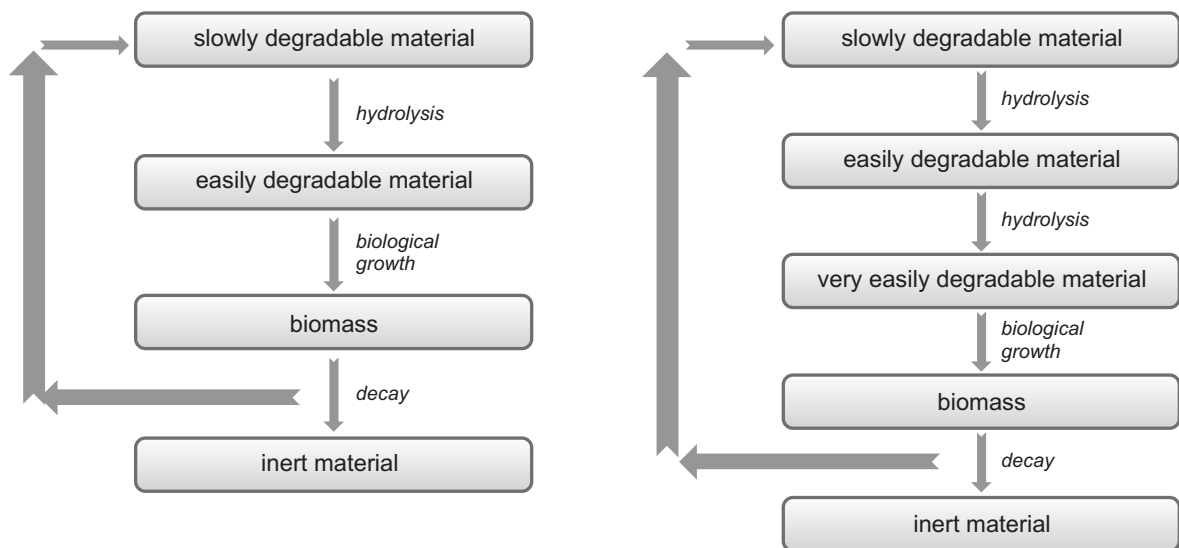 slowly degradable material
hydrolysis
easily degradable material
biological
growth
biomass
decay
inert material
slowly degradable material
hydrolysis
easily degradable material
hydrolysis
very easily degradable material
biological
growth
biomass
decay
inert material